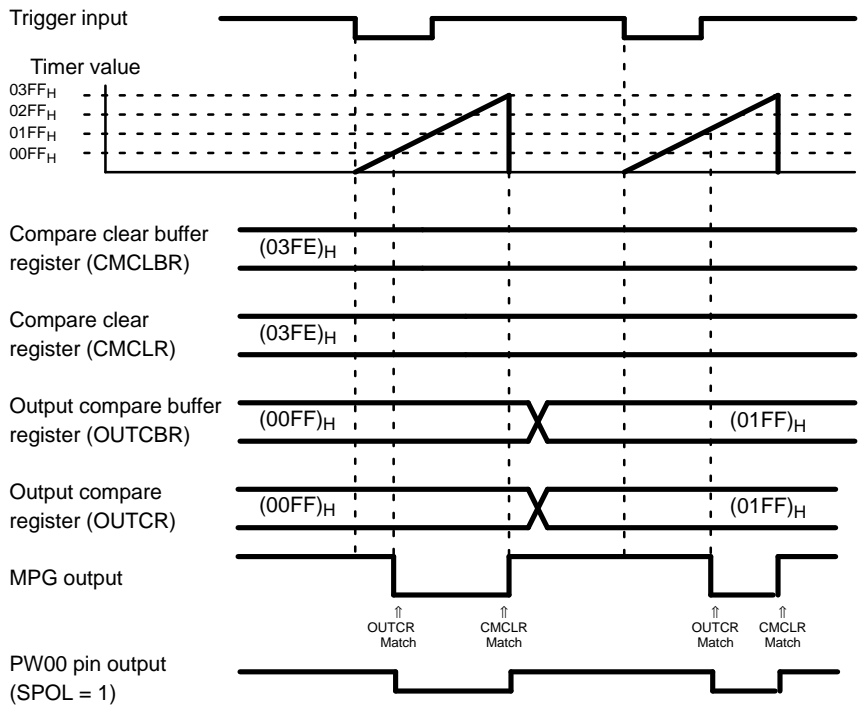 Trigger input
Timer value
03FFH
02FFH
01FFH
00FFH
Compare clear buffer
register (CMCLBR)
(03FE)H
Compare clear
register (CMCLR)
(03FE)H
Output compare buffer
register (OUTCBR)
(00FF)H
(01FF)H
Output compare
register (OUTCR)
(00FF)H
(01FF)H
MPG output
⇑ ⇑ ⇑ ⇑
OUTCR CMCLR OUTCR CMCLR
Match Match Match Match
PW00 pin output
(SPOL = 1)